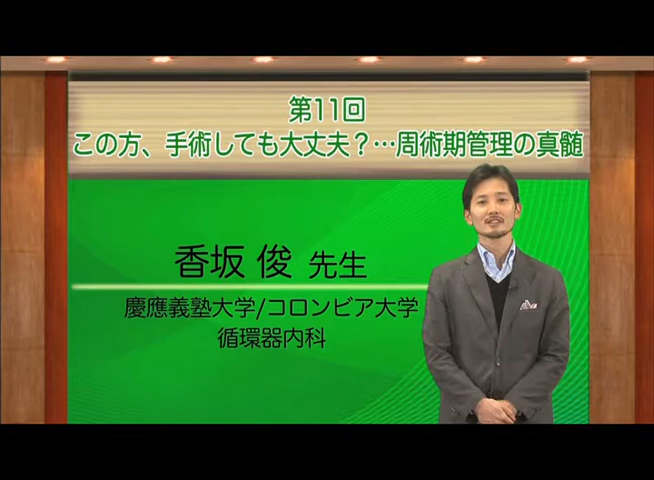 第11回
この方、手術しても大丈夫？…周術期管理の真髄
香坂 俊 先生
慶應義塾大学/コロンビア大学
循環器内科